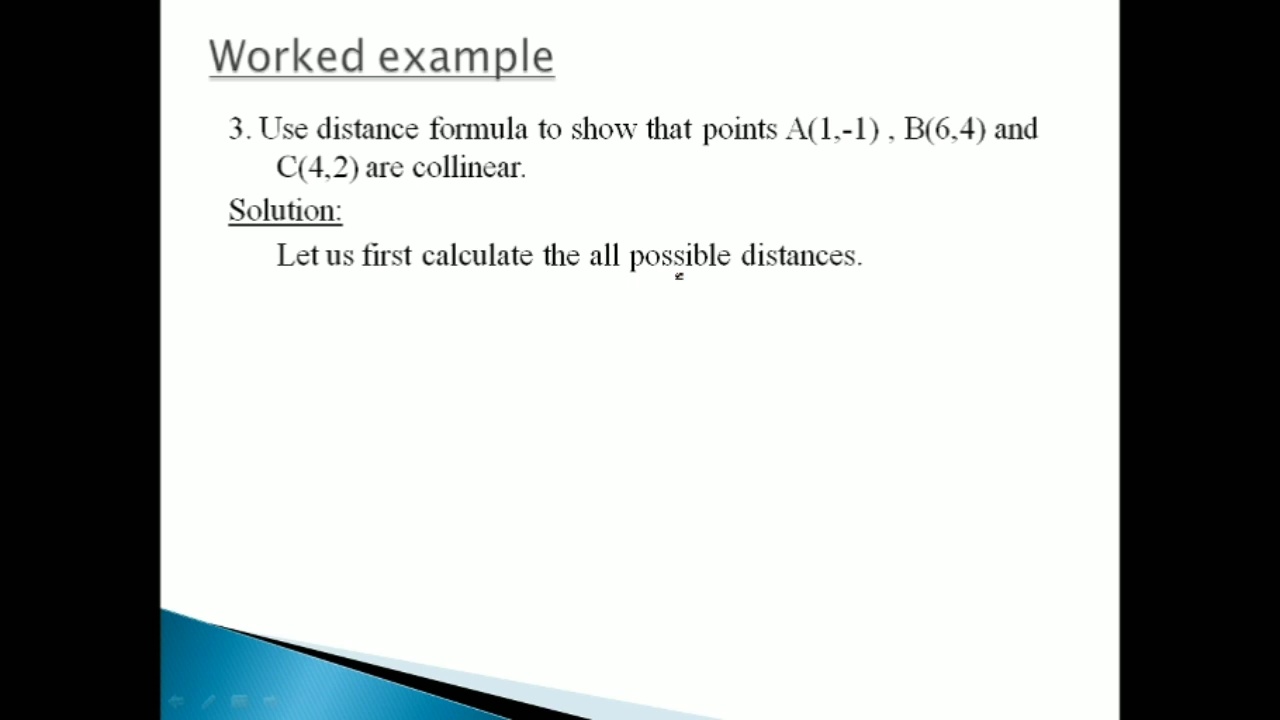 Worked example
3. Use distance formula to show that points A(1,-1) , B(6,4) and
C(4,2) are collinear.
Solution:
Let us first calculate the all possible distances.